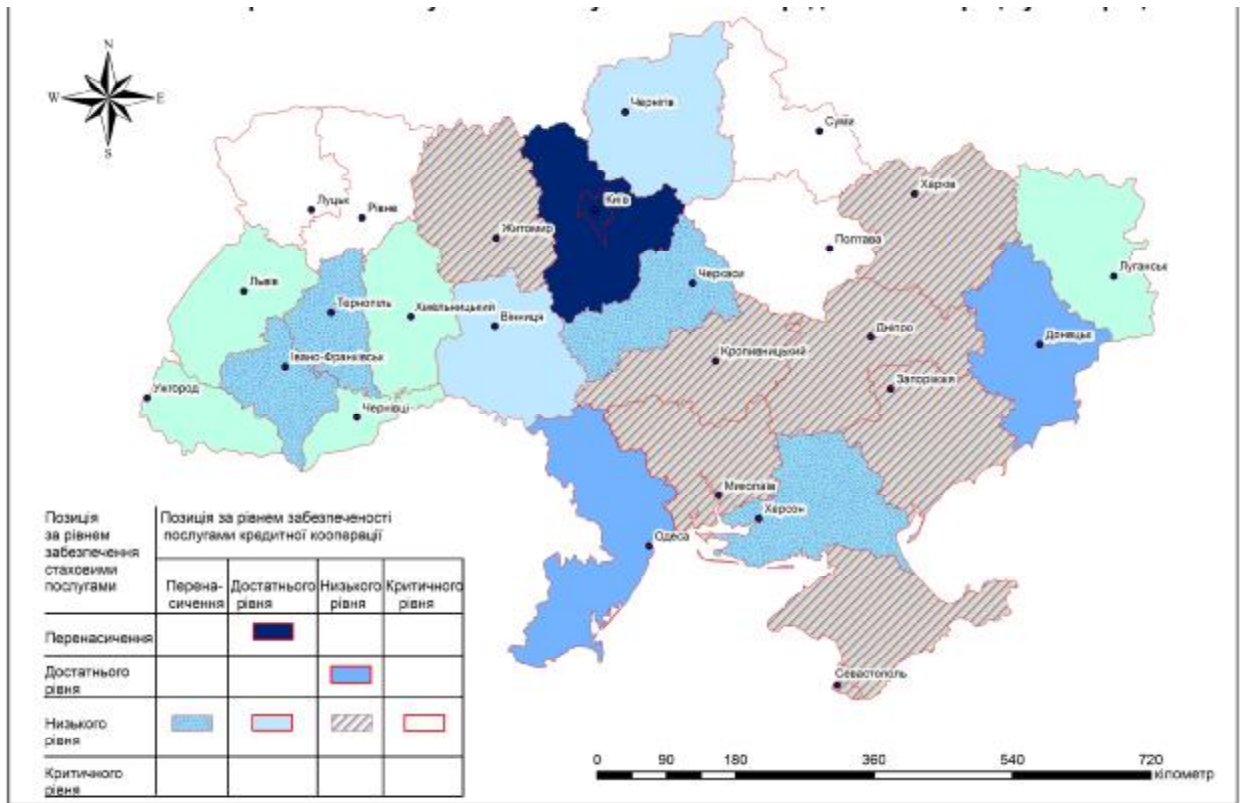 N
W E
S
Чернігів
Суми
Київ
Харків
Луцьк
Рівне
Житомир
Полтава
Луганськ
Львів
Черкаси
Тернопіль
Хмельницький
Вінниця
Дніпро
Донецьк
Івано-Франківськ
Кропивницький
Запоріжжя
Ужгород
Чернівці
Миколаїв
Херсон
Одеса
Севастополь
Позиція
за рівнем
забезпечення
стаховими
послугами
Позиція за рівнем забезпеченості
послугами кредитної кооперації
Перена-
сичення
Достатнього
рівня
Низького
рівня
Критичного
рівня
Перенасичення
Достатнього
рівня
Низького
рівня
Критичного
рівня
0 90 180 360 540 720
кілометр